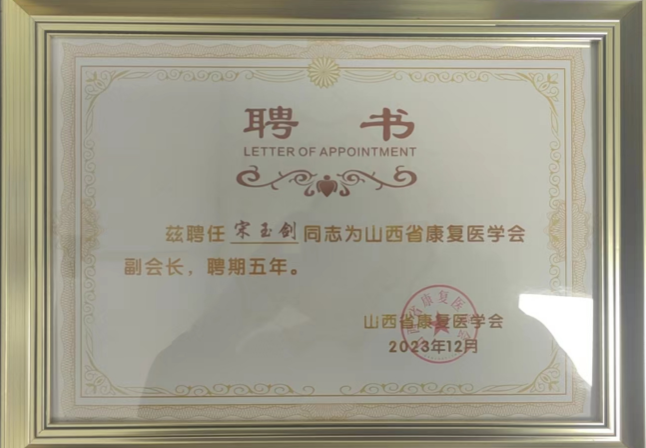 聘 书
LETTER OF APPOINTMENT
兹聘任 宋玉剑 同志为山西省康复医学会
副会长，聘期五年。
山西省康复医学会
2023年12月